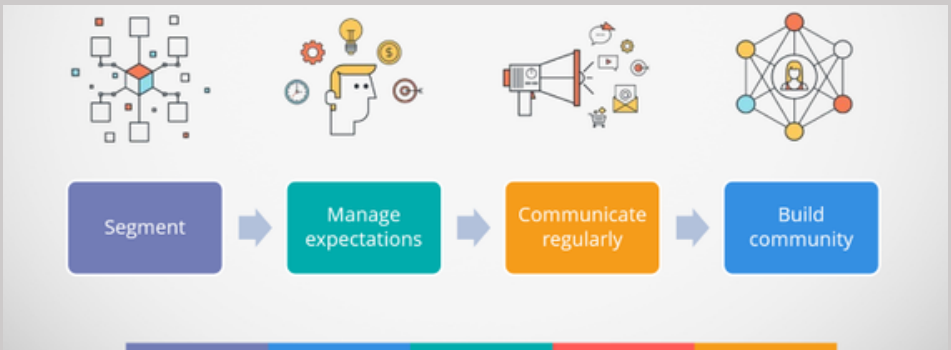 Segment
Manage
expectations
Communicate
regularly
Build
community